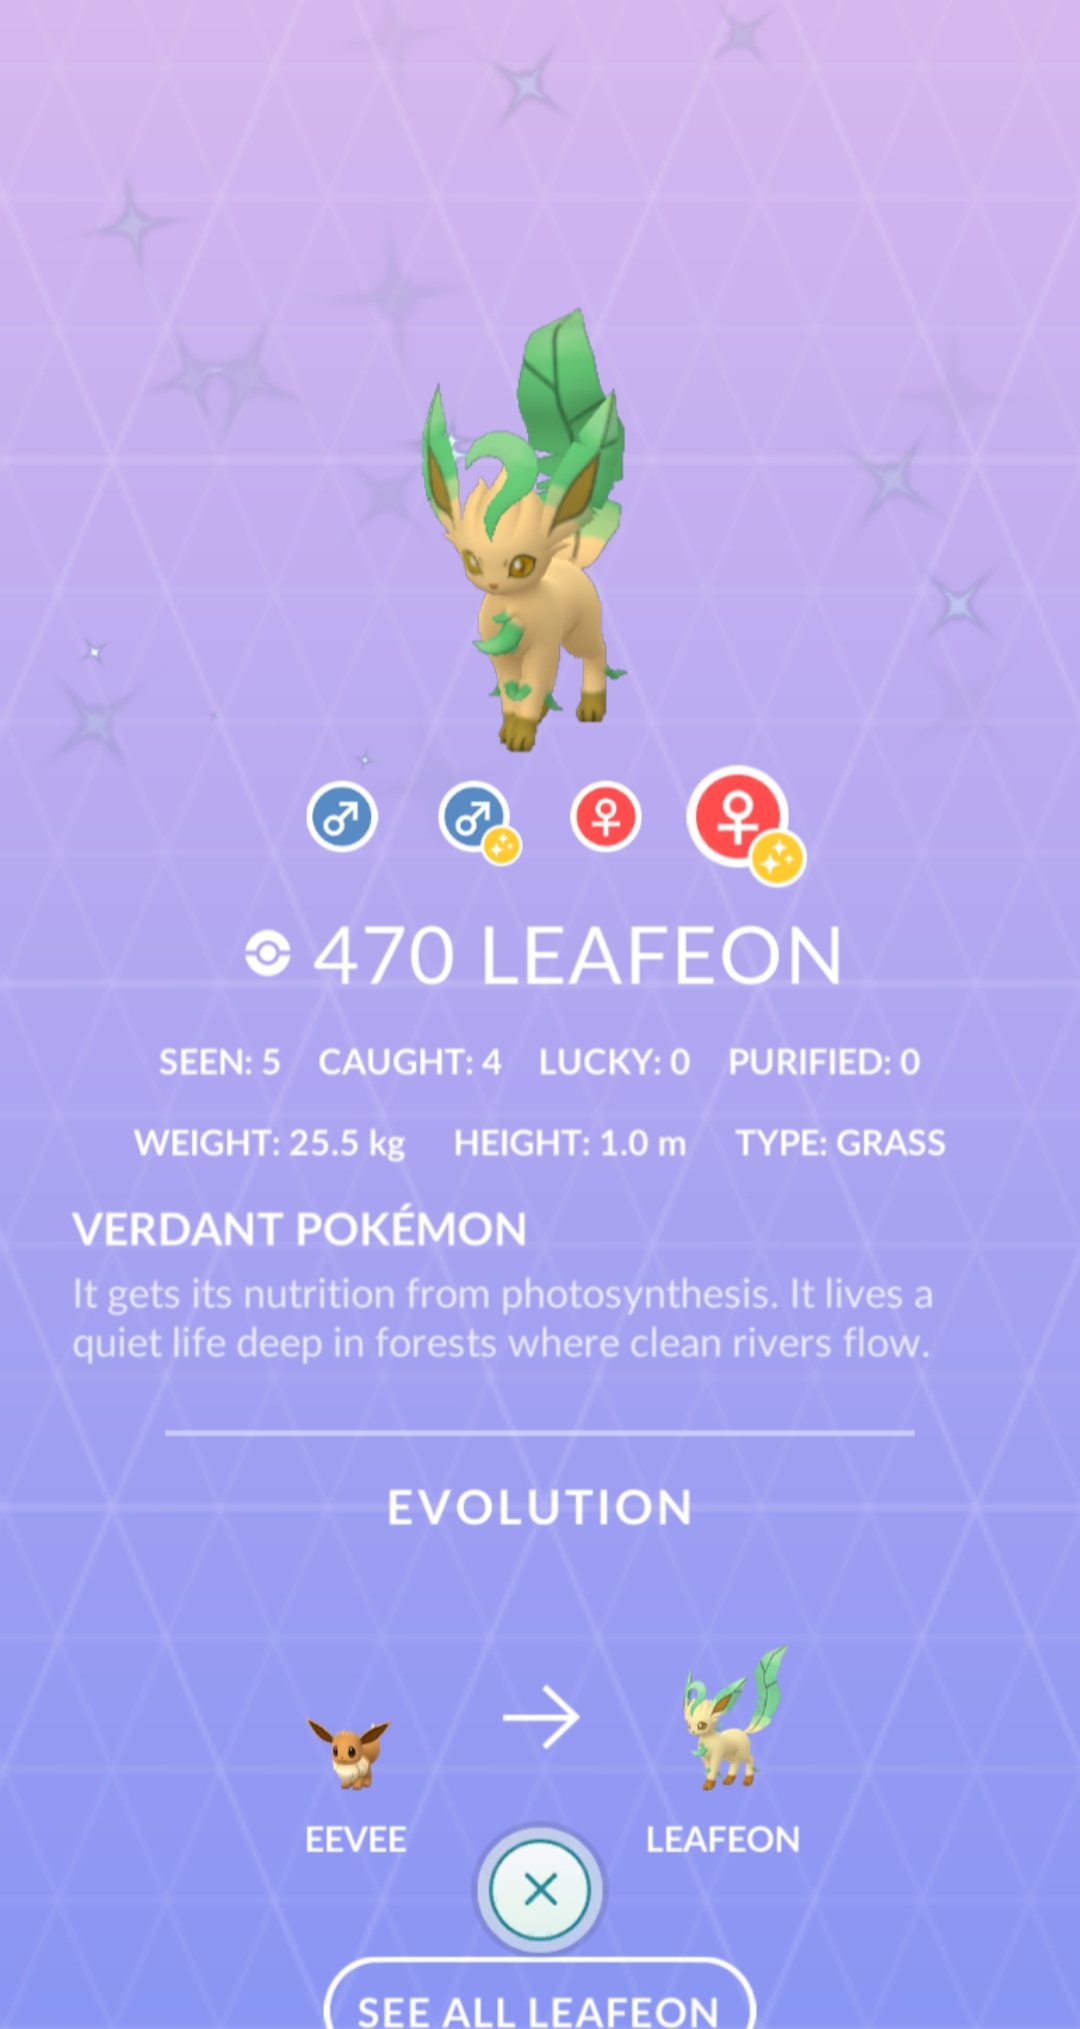 470 LEAFEON
SEEN: 5 CAUGHT: 4 LUCKY: 0 PURIFIED: 0
WEIGHT: 25.5 kg HEIGHT: 1.0 m TYPE: GRASS
VERDANT POKÉMON
It gets its nutrition from photosynthesis. It lives a
quiet life deep in forests where clean rivers flow.
EVOLUTION
EEVEE LEAFEON
SEE ALL LEAFEON